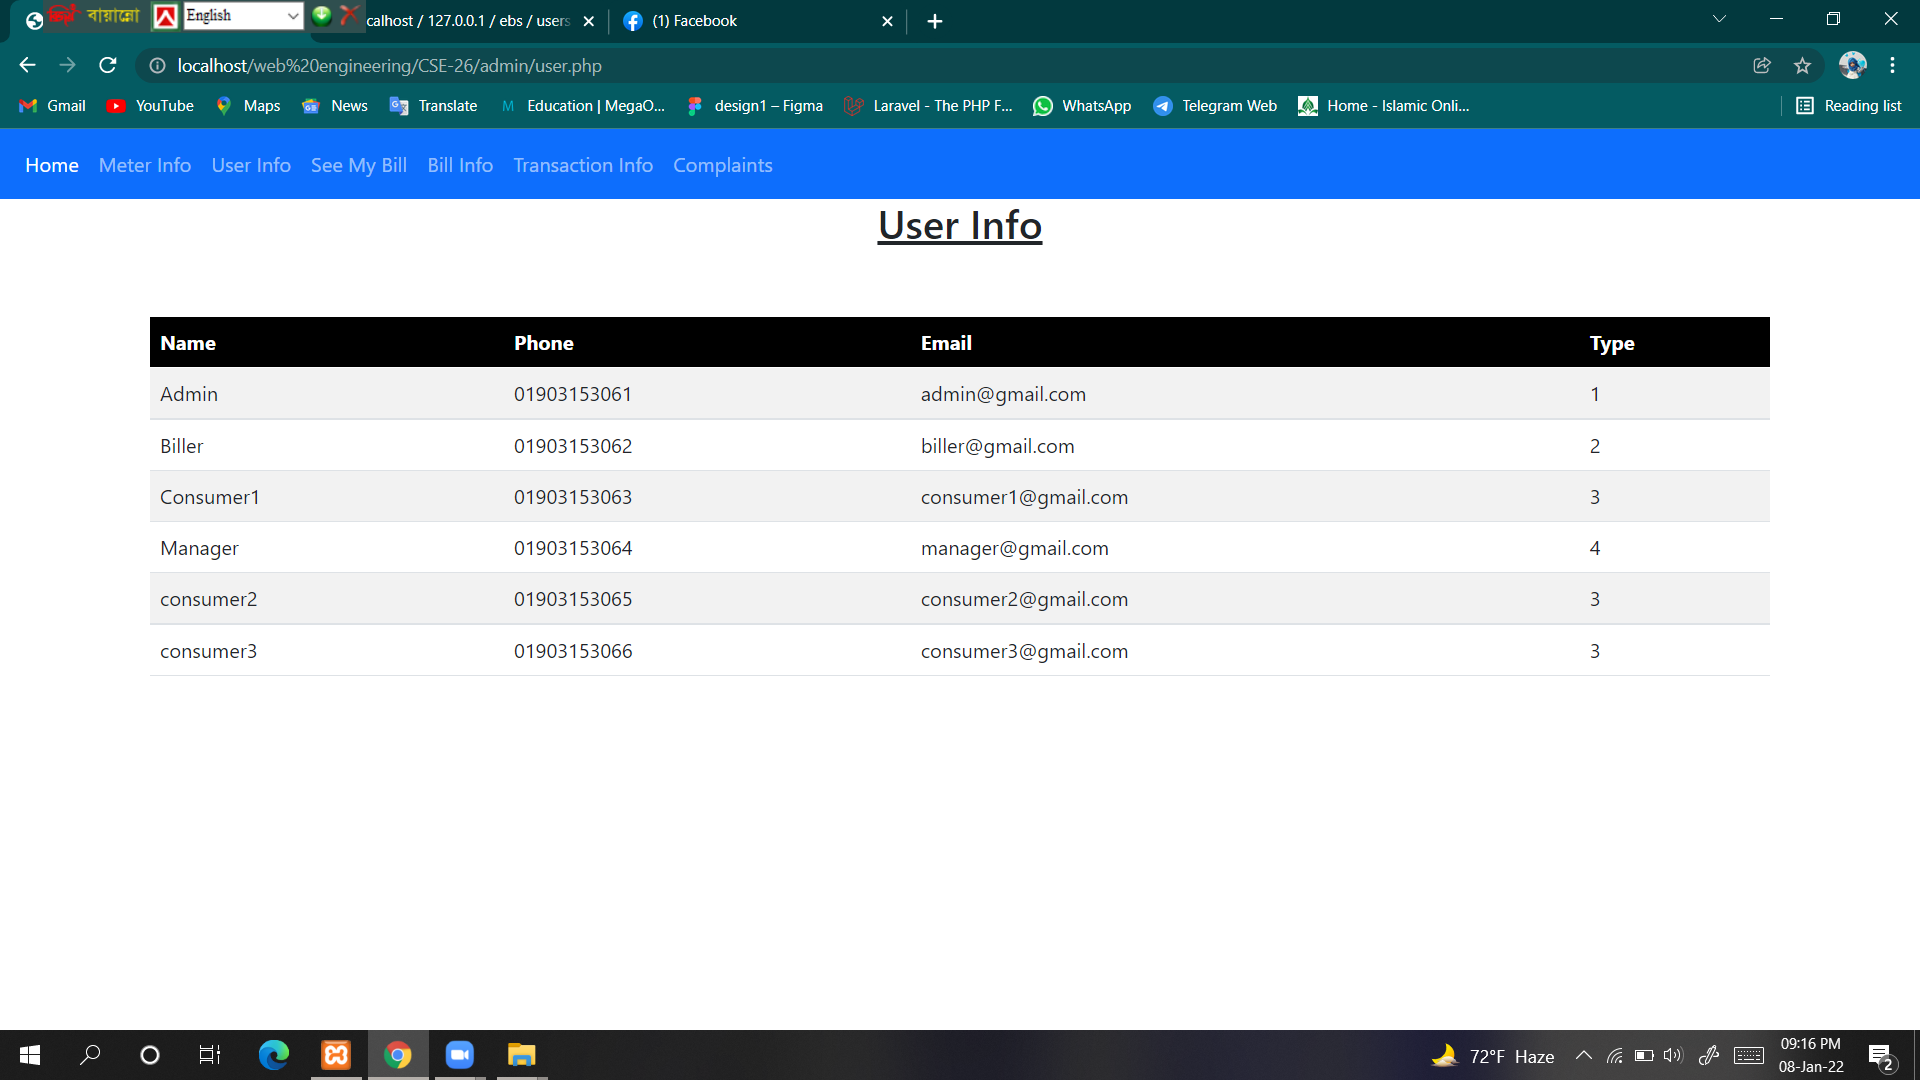 বায়ান্নো English calhost / 127.0.0.1 / ebs / users (1) Facebook
localhost/web%20engineering/CSE-26/admin/user.php
Gmail YouTube Maps News Translate Education | MegaO... design1 – Figma Laravel - The PHP F... WhatsApp Telegram Web Home - Islamic Onli... Reading list
Home Meter Info User Info See My Bill Bill Info Transaction Info Complaints
User Info
Name Phone Email Type
Admin 01903153061 admin@gmail.com 1
Biller 01903153062 biller@gmail.com 2
Consumer1 01903153063 consumer1@gmail.com 3
Manager 01903153064 manager@gmail.com 4
consumer2 01903153065 consumer2@gmail.com 3
consumer3 01903153066 consumer3@gmail.com 3
72°F Haze 09:16 PM
08-Jan-22 2